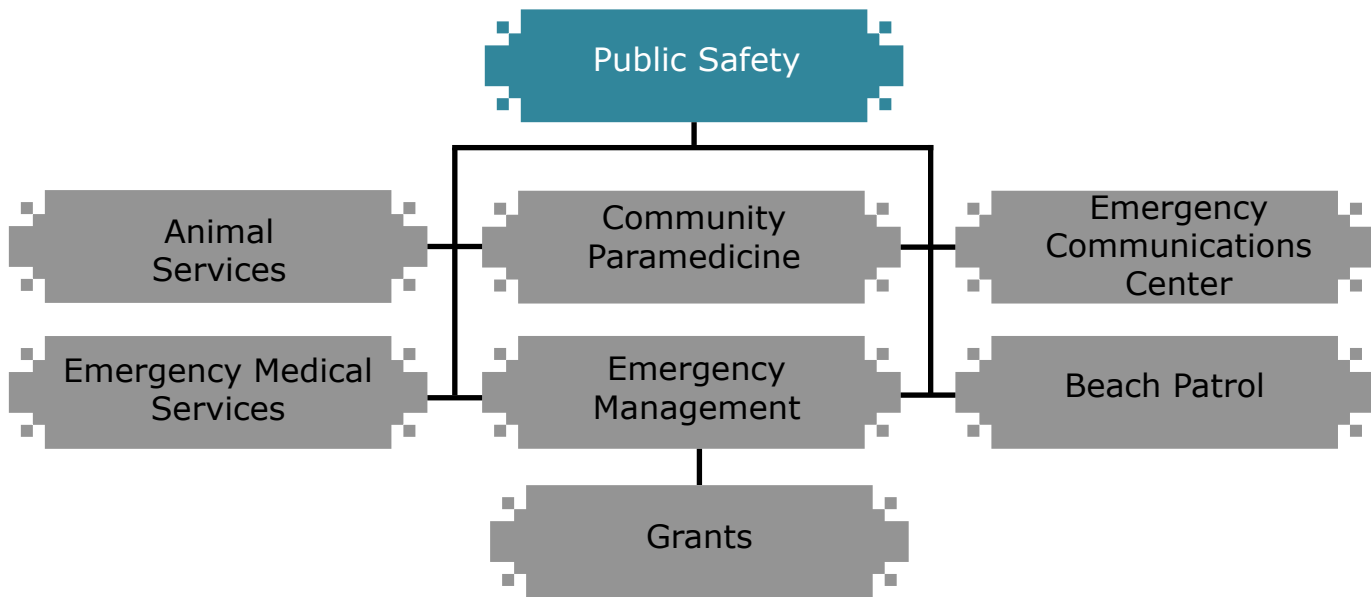 Public Safety
Animal
Services
Community
Paramedicine
Emergency
Communications
Center
Emergency Medical
Services
Emergency
Management
Beach Patrol
Grants